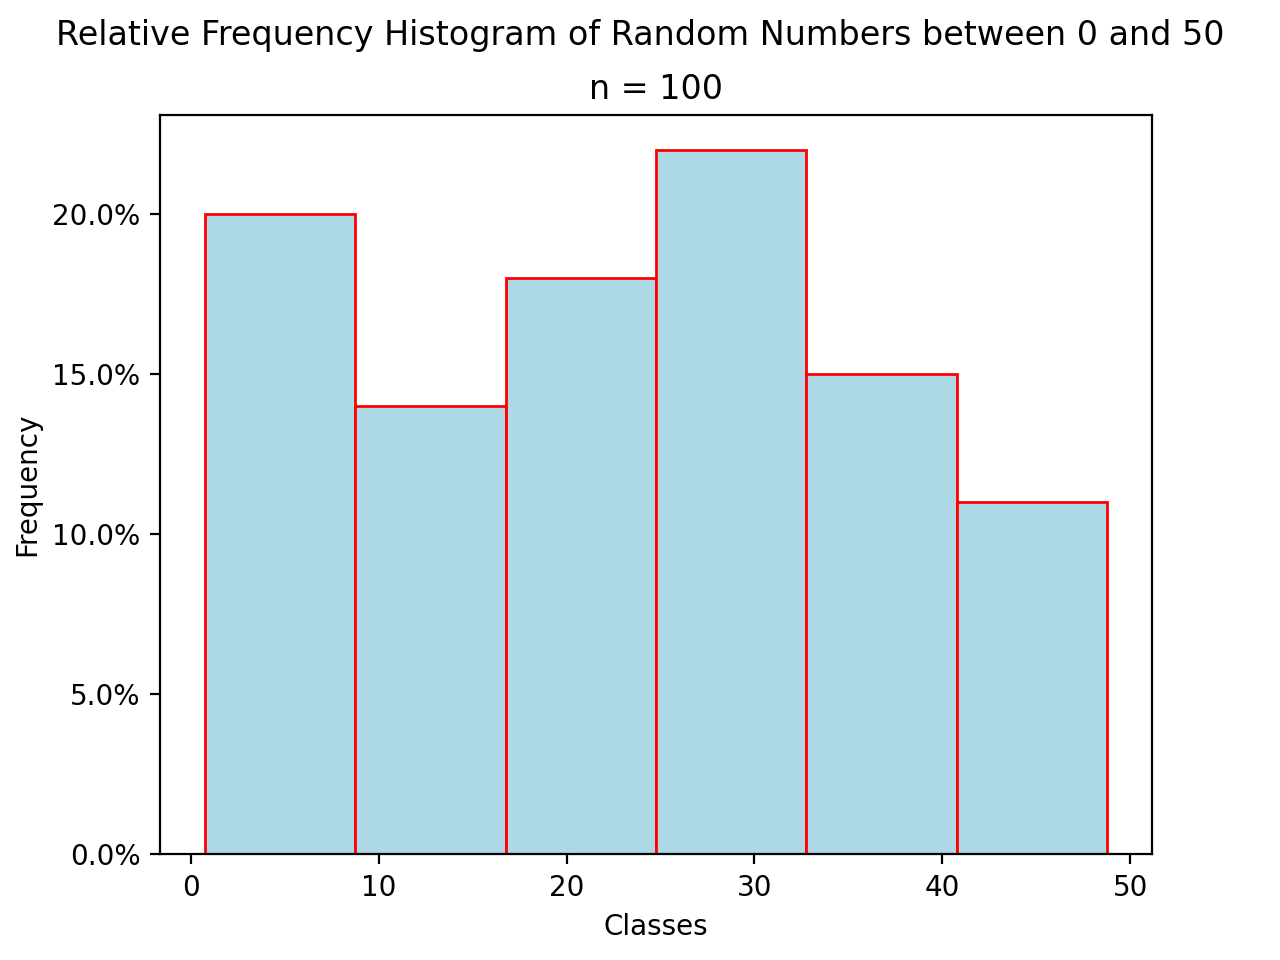 Relative Frequency Histogram of Random Numbers between 0 and 50
n = 100
20.0%
15.0%
10.0%
5.0%
0.0%
Frequency
0 10 20 30 40 50
Classes